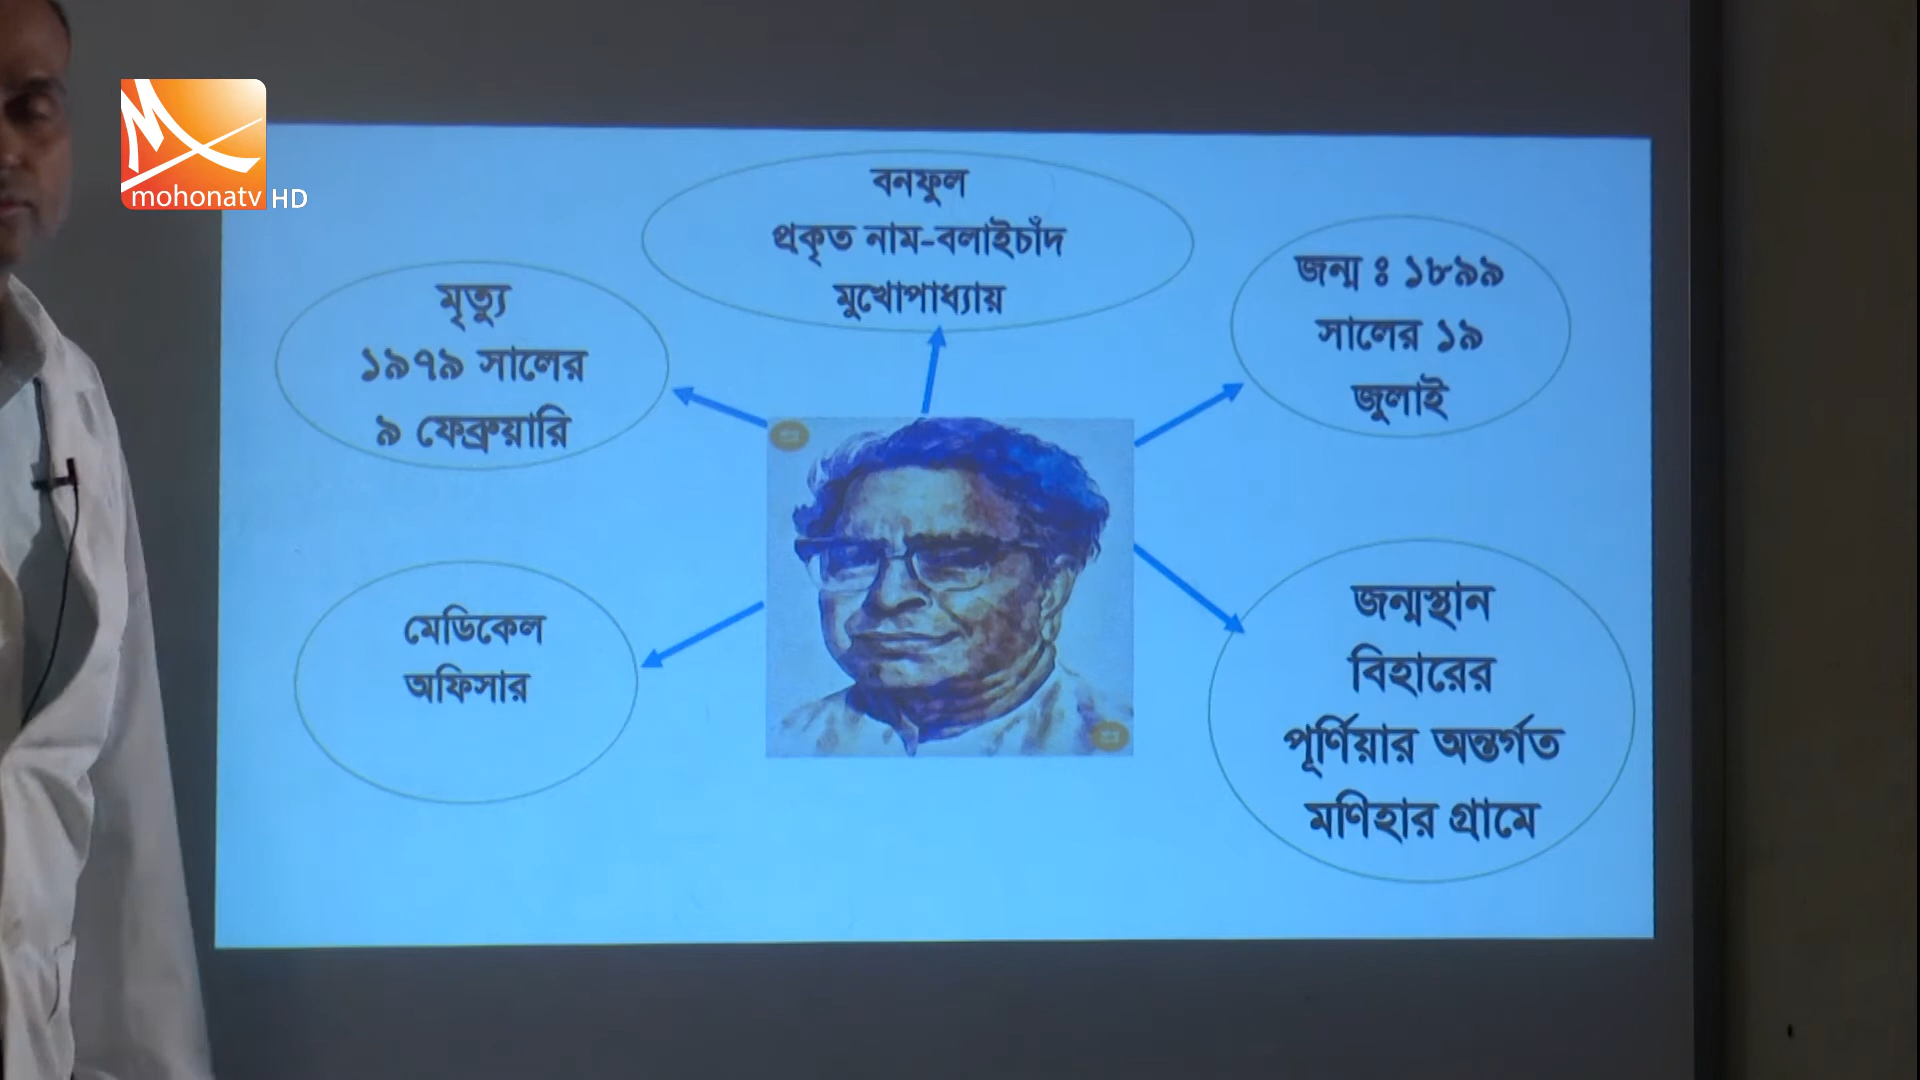 mohonatv HD
বনফুল
প্রকৃত নাম-বলাইচাঁদ
মুখোপাধ্যায়
জন্ম ঃ ১৮৯৯
সালের ১৯
জুলাই
মৃত্যু
১৯৭৯ সালের
৯ ফেব্রুয়ারি
মেডিকেল
অফিসার
জন্মস্থান
বিহারের
পূর্ণিয়ার অন্তর্গত
মণিহার গ্রামে